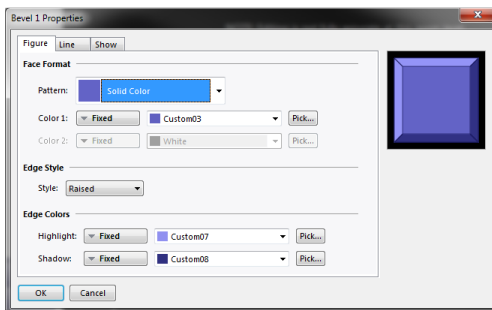 Bevel 1 Properties
Figure Line Show
Face Format
Pattern: Solid Color
Color 1: Fixed Custom03 Pick...
Color 2: Fixed White Pick...
Edge Style
Style: Raised
Edge Colors
Highlight: Fixed Custom07 Pick...
Shadow: Fixed Custom08 Pick...
OK Cancel